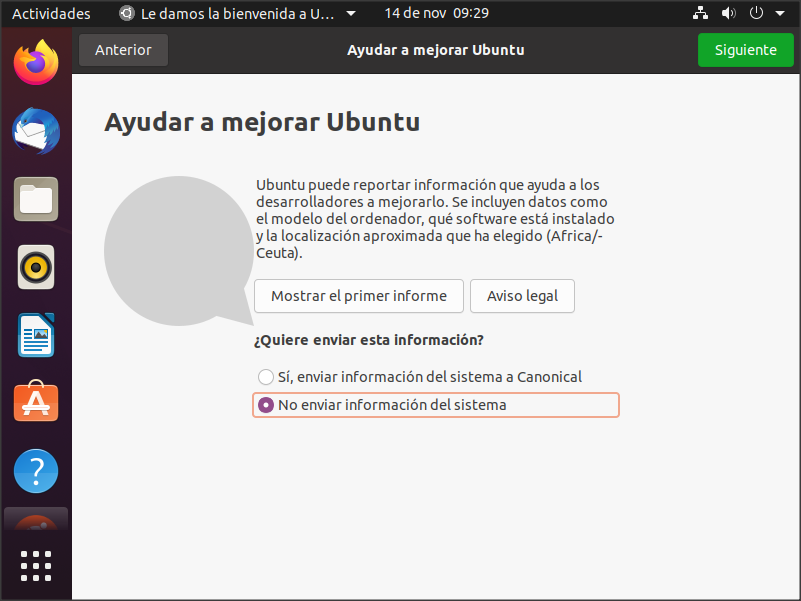 Actividades
Le damos la bienvenida a U…
14 de nov 09:29
Anterior
Ayudar a mejorar Ubuntu
Siguiente
Ayudar a mejorar Ubuntu
Ubuntu puede reportar información que ayuda a los
desarrolladores a mejorarlo. Se incluyen datos como
el modelo del ordenador, qué software está instalado
y la localización aproximada que ha elegido (Africa/-
Ceuta).
Mostrar el primer informe
Aviso legal
¿Quiere enviar esta información?
Sí, enviar información del sistema a Canonical
No enviar información del sistema
?